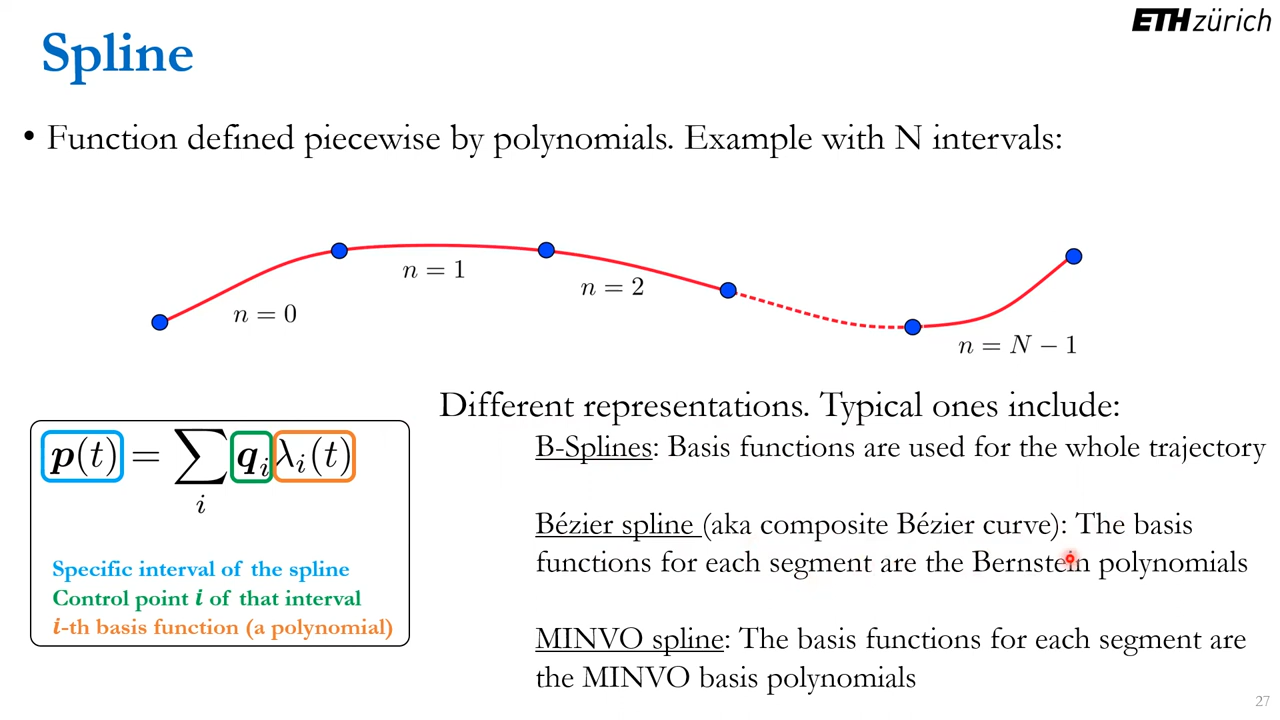 ETH zürich
Spline
• Function defined piecewise by polynomials. Example with N intervals:
n = 0
n = 1
n = 2
n = N − 1
Different representations. Typical ones include:
B-Splines: Basis functions are used for the whole trajectory
Bézier spline (aka composite Bézier curve): The basis
functions for each segment are the Bernstein polynomials
MINVO spline: The basis functions for each segment are
the MINVO basis polynomials
p(t) = ∑ q_i λ_i(t)
i
Specific interval of the spline
Control point i of that interval
i-th basis function (a polynomial)
27